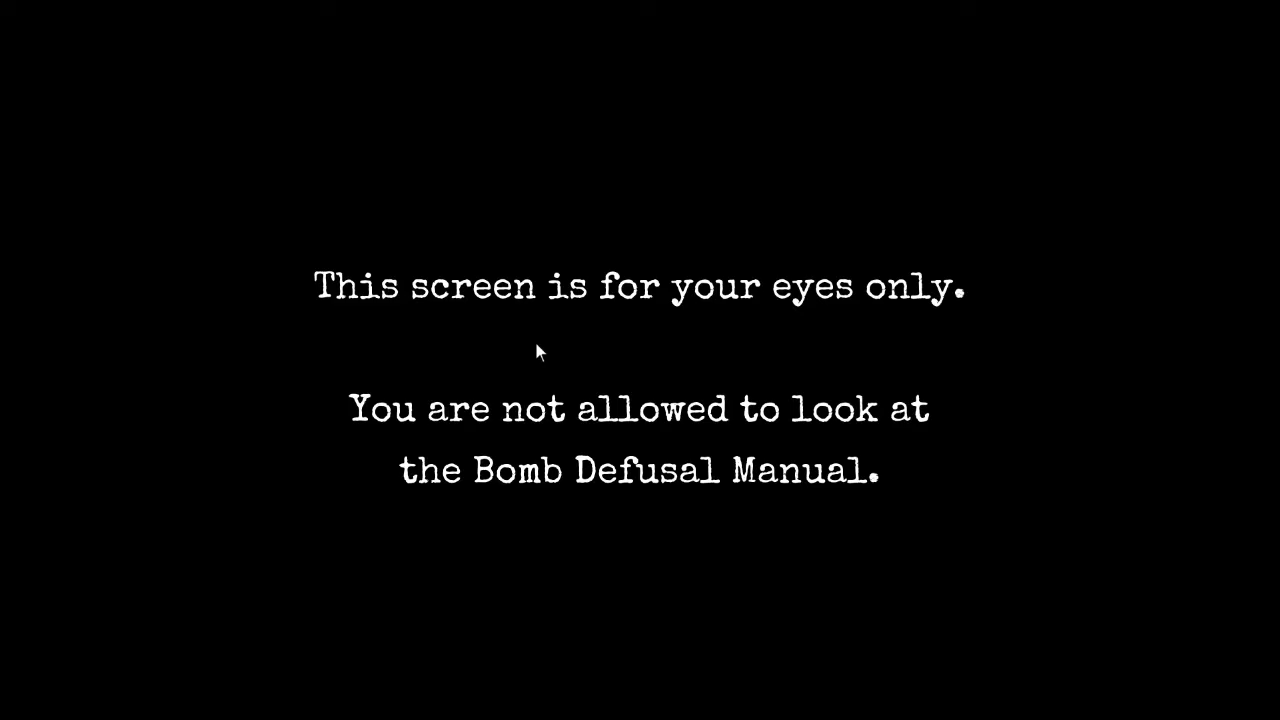 This screen is for your eyes only.
You are not allowed to look at
the Bomb Defusal Manual.